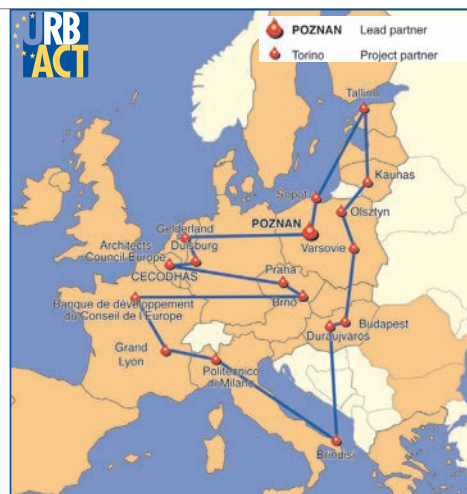 URB
ACT
POZNAN Lead partner
Torino Project partner
Tallinn
Kaunas
Sopot
Olsztyn
POZNAN
Varsovie
Gelderland
Duisburg
Architects
Council Europe
CECODHAS
Praha
Brno
Banque de développement
du Conseil de l'Europe
Budapest
Duraujvaros
Grand
Lyon
Politecnico
di Milano
Brindisi